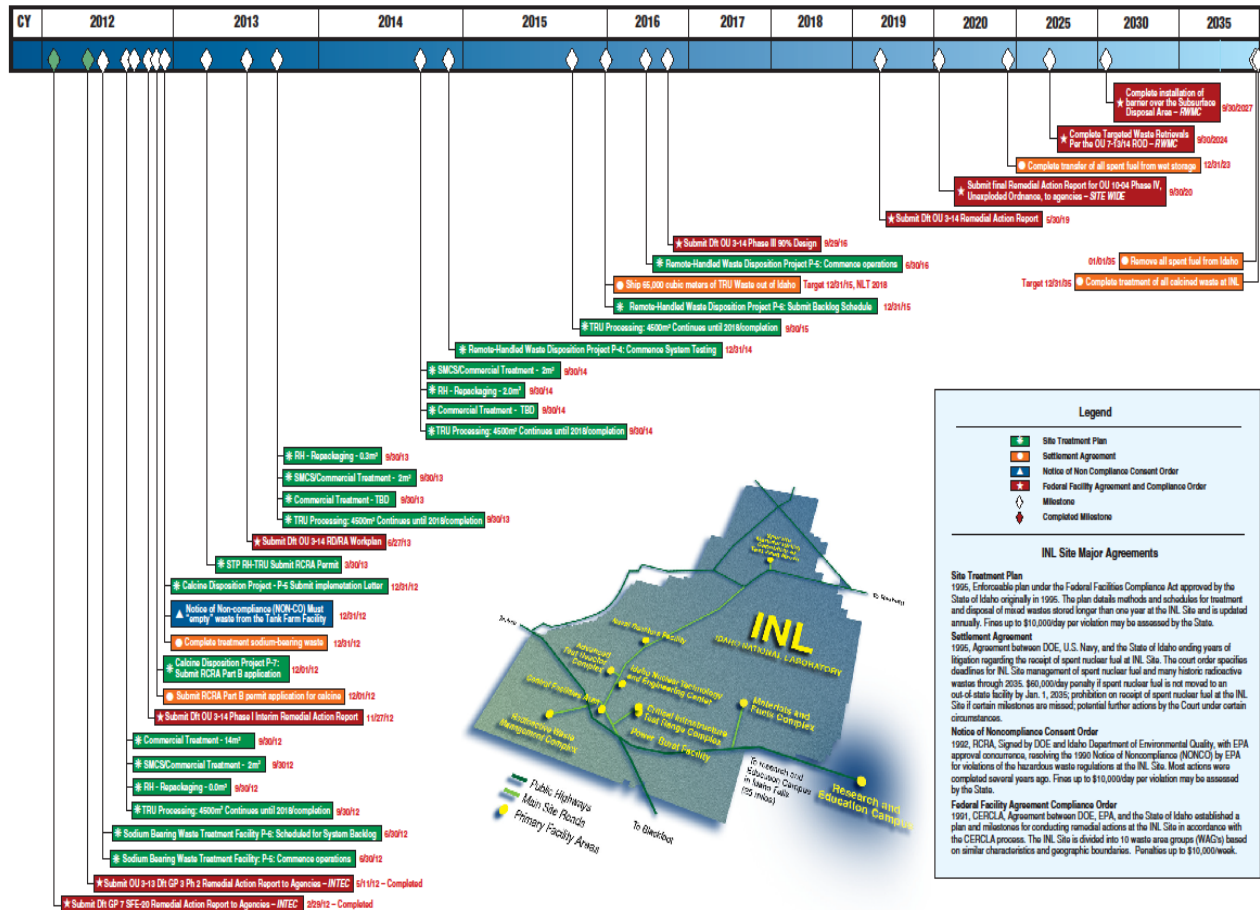 CY 2012 2013 2014 2015 2016 2017 2018 2019 2020 2025 2030 2035
Complete installation of
barrier over the Subsurface
Disposal Area – RWMC
9/30/2027
Complete Targeted Waste Retrievals
Per the OU 7-13/14 ROD – RWMC
9/30/2024
Complete transfer of all spent fuel from wet storage 12/31/23
Submit final Remedial Action Report for OU 10-04 Phase IV,
Unexploded Ordnance, to agencies – SITE WIDE
9/30/20
Submit Dft OU 3-14 Remedial Action Report 5/30/19
Submit Dft OU 3-14 Phase III 90% Design 9/29/16
Remote-Handled Waste Disposition Project P-5: Commence operations 6/30/16
01/01/35 Remove all spent fuel from Idaho
Ship 65,000 cubic meters of TRU Waste out of Idaho Target 12/31/15, NLT 2018
Target 12/31/35 Complete treatment of all calcined waste at INL
Remote-Handled Waste Disposition Project P-6: Submit Backlog Schedule 12/31/15
TRU Processing: 4500m³ Continues until 2018/completion 9/30/15
Remote-Handled Waste Disposition Project P-4: Commence System Testing 12/31/14
SMCS/Commercial Treatment - 2m³ 9/30/14
RH - Repackaging - 2.0m³ 9/30/14
Commercial Treatment - TBD 9/30/14
TRU Processing: 4500m³ Continues until 2018/completion 9/30/14
RH - Repackaging - 0.3m³ 9/30/13
SMCS/Commercial Treatment - 2m³ 9/30/13
Commercial Treatment - TBD 9/30/13
TRU Processing: 4500m³ Continues until 2018/completion 9/30/13
Submit Dft OU 3-14 RD/RA Workplan 6/27/13
STP RH-TRU Submit RCRA Permit 3/30/13
Calcine Disposition Project - P-6 Submit implemetation Letter 12/31/12
Notice of Non-compliance (NON-CO) Must
"empty" waste from the Tank Farm Facility
12/31/12
Complete treatment sodium-bearing waste 12/31/12
Calcine Disposition Project P-7:
Submit RCRA Part B application
12/01/12
Submit RCRA Part B permit application for calcine 12/01/12
Submit Dft OU 3-14 Phase I Interim Remedial Action Report 11/27/12
Commercial Treatment - 14m³ 9/30/12
SMCS/Commercial Treatment - 2m³ 9/3012
RH - Repackaging - 0.0m³ 9/30/12
TRU Processing: 4500m³ Continues until 2018/completion 9/30/12
Sodium Bearing Waste Treatment Facility P-6: Scheduled for System Backlog 6/30/12
Sodium Bearing Waste Treatment Facility: P-5: Commence operations 6/30/12
Submit OU 3-13 Dft GP 3 Ph 2 Remedial Action Report to Agencies – INTEC 5/11/12 – Completed
Submit Dft GP 7 SFE-20 Remedial Action Report to Agencies – INTEC 2/29/12 – Completed
INL
IDAHO NATIONAL LABORATORY
Naval Reactors Facility
Advanced
Test Reactor
Complex
Idaho Nuclear Technology
and Engineering Center
Central Facilities Area
Critical Infrastructure
Test Range Complex
Power Burst Facility
Materials and
Fuels Complex
Radioactive Waste
Management Complex
Research and
Education Campus
To research and
Education Campus
in Idaho Falls
(25 miles)
To Blackfoot
Public Highways
Main Site Roads
Primary Facility Areas
Legend
Site Treatment Plan
Settlement Agreement
Notice of Non Compliance Consent Order
Federal Facility Agreement and Compliance Order
Milestone
Completed Milestone
INL Site Major Agreements
Site Treatment Plan
1995, Enforceable plan under the Federal Facilities Compliance Act approved by the
State of Idaho originally in 1995. The plan details methods and schedules for treatment
and disposal of mixed wastes stored longer than one year at the INL Site and is updated
annually. Fines up to $10,000/day per violation may be assessed by the State.
Settlement Agreement
1995, Agreement between DOE, U.S. Navy, and the State of Idaho ending years of
litigation regarding the receipt of spent nuclear fuel at INL Site. The court order specifies
deadlines for INL Site management of spent nuclear fuel and many historic radioactive
wastes through 2035. $60,000/day penalty if spent nuclear fuel is not moved to an
out-of-state facility by Jan. 1, 2035; prohibition on receipt of spent nuclear fuel at the INL
Site if certain milestones are missed; potential further actions by the Court under certain
circumstances.
Notice of Noncompliance Consent Order
1992, RCRA, Signed by DOE and Idaho Department of Environmental Quality, with EPA
approval concurrence, resolving the 1990 Notice of Noncompliance (NONCO) by EPA
for violations of the hazardous waste regulations at the INL Site. Most actions were
completed several years ago. Fines up to $10,000/day per violation may be assessed
by the State.
Federal Facility Agreement Compliance Order
1991, CERCLA, Agreement between DOE, EPA, and the State of Idaho established a
plan and milestones for conducting remedial actions at the INL Site in accordance with
the CERCLA process. The INL Site is divided into 10 waste area groups (WAG's) based
on similar characteristics and geographic boundaries. Penalties up to $10,000/week.